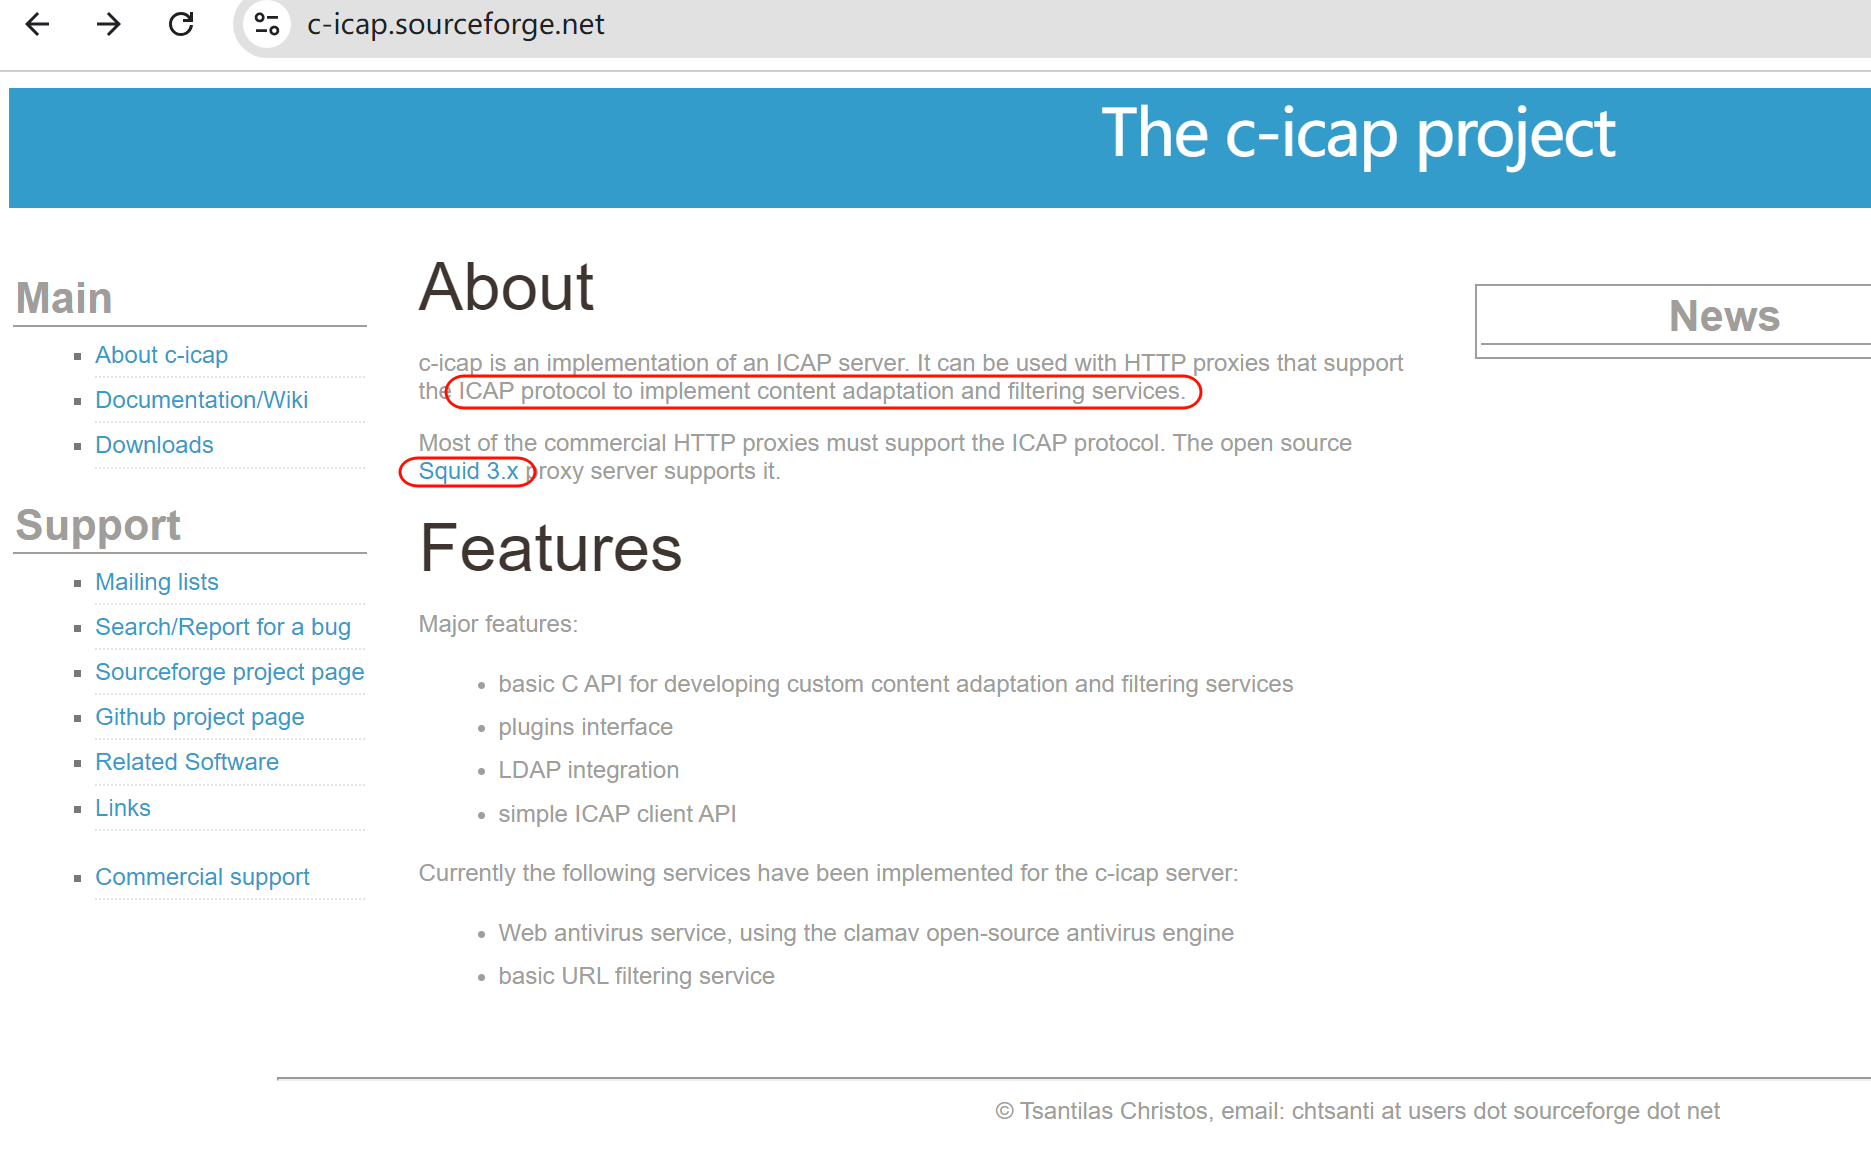 c-icap.sourceforge.net
The c-icap project
Main
About c-icap
Documentation/Wiki
Downloads
Support
Mailing lists
Search/Report for a bug
Sourceforge project page
Github project page
Related Software
Links
Commercial support
About
c-icap is an implementation of an ICAP server. It can be used with HTTP proxies that support
the ICAP protocol to implement content adaptation and filtering services.
Most of the commercial HTTP proxies must support the ICAP protocol. The open source
Squid 3.x proxy server supports it.
Features
Major features:
basic C API for developing custom content adaptation and filtering services
plugins interface
LDAP integration
simple ICAP client API
Currently the following services have been implemented for the c-icap server:
Web antivirus service, using the clamav open-source antivirus engine
basic URL filtering service
News
© Tsantilas Christos, email: chtsanti at users dot sourceforge dot net